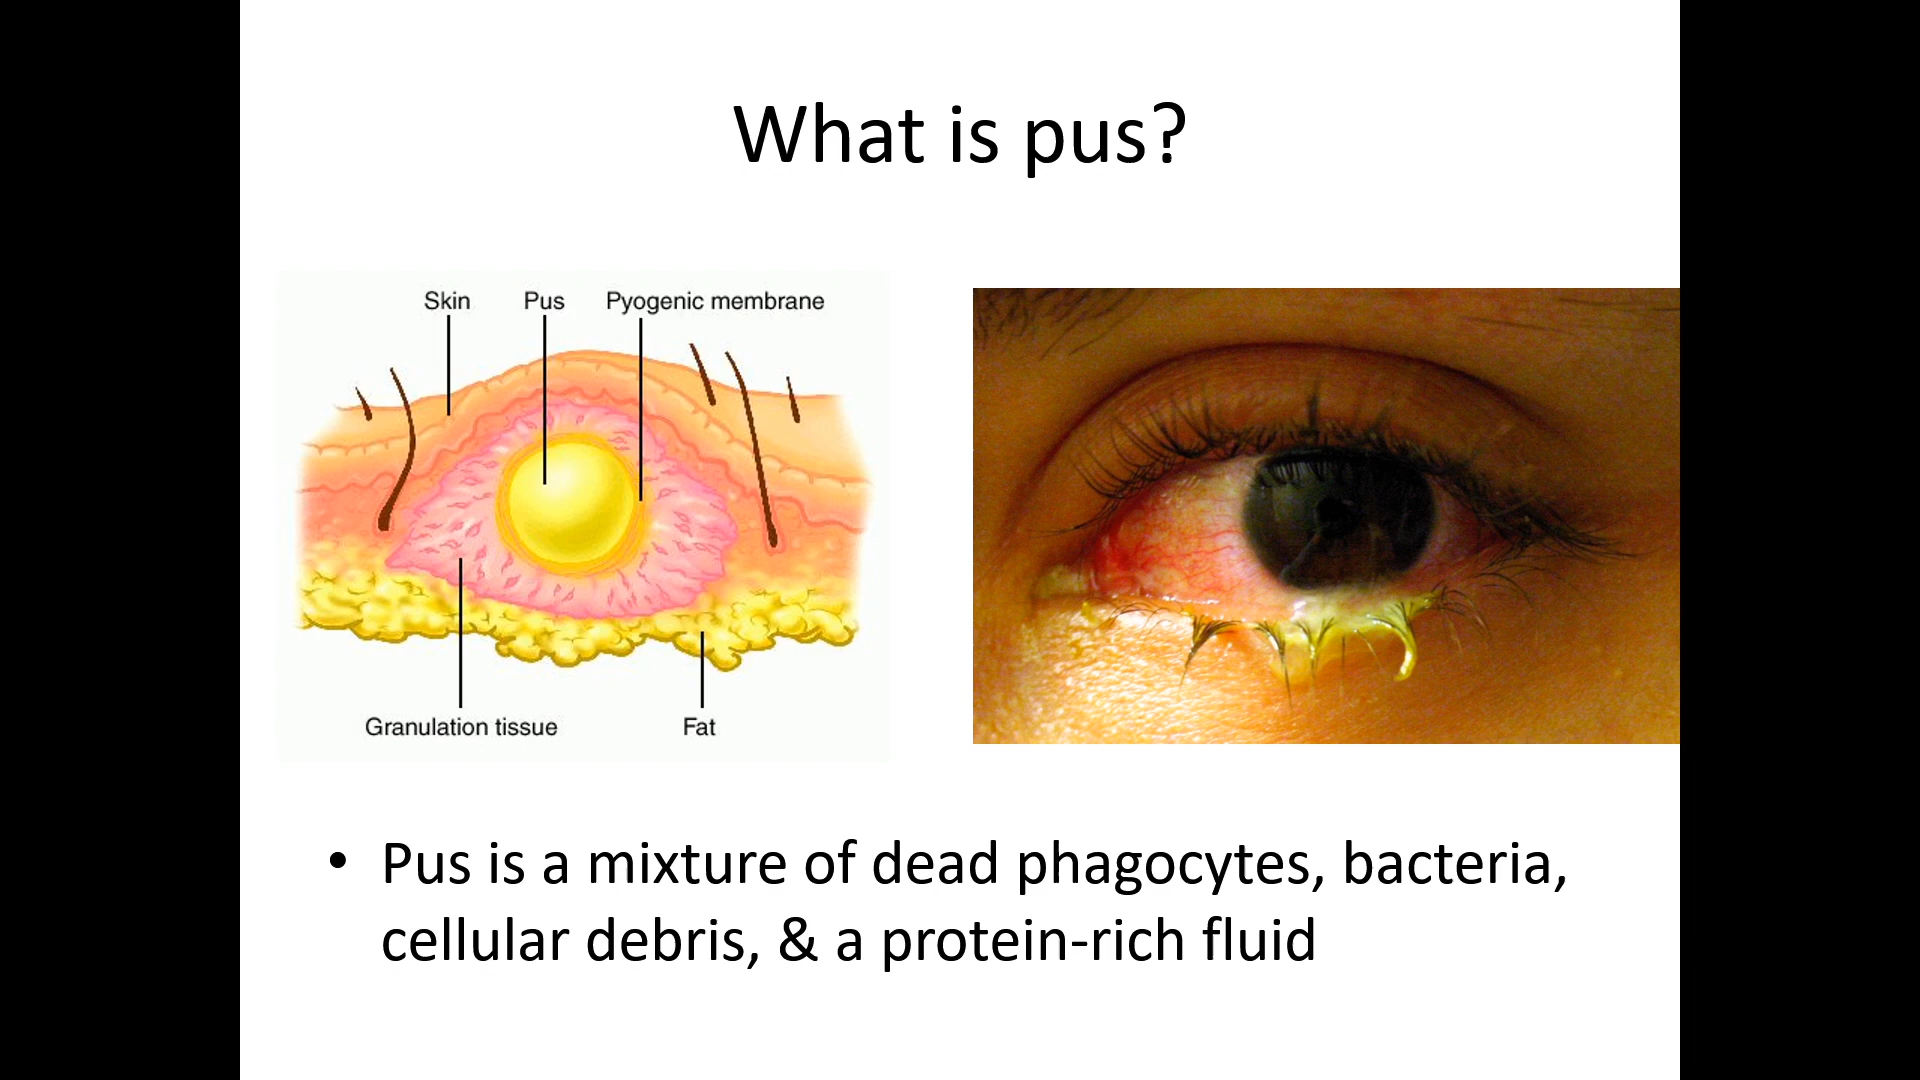 What is pus?
Skin Pus Pyogenic membrane
Granulation tissue Fat
• Pus is a mixture of dead phagocytes, bacteria,
cellular debris, & a protein-rich fluid